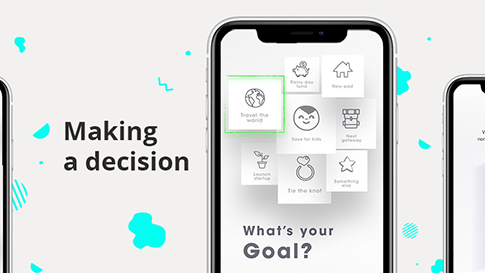 Making
a decision
Rainy day
fund
New pad
Travel the
world
Save for kids
Next
getaway
Launch
startup
Tie the knot
Something
else
What's your
Goal?